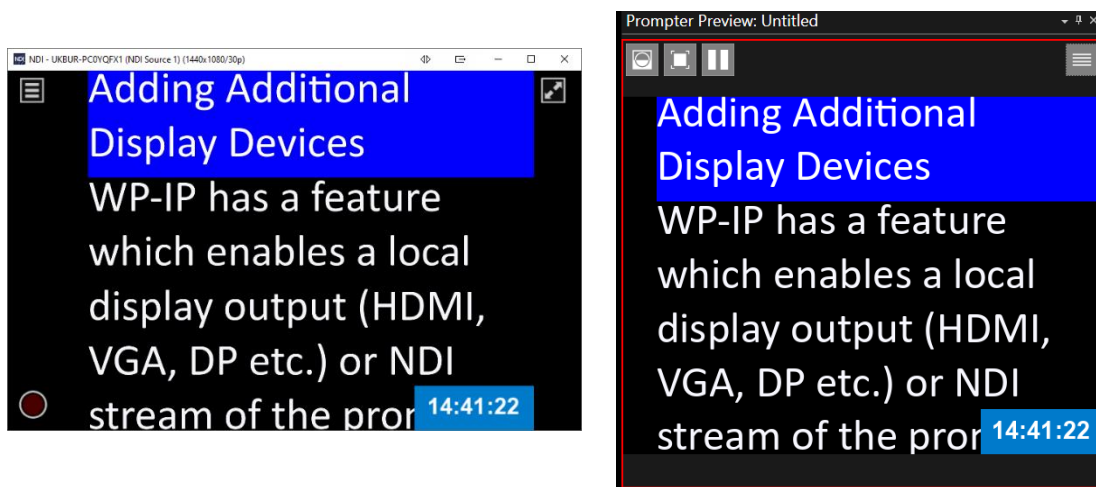 NDI NDI - UKBUR-PC0YQFX1 (NDI Source 1) (1440x1080/30p)
Adding Additional
Display Devices
WP-IP has a feature
which enables a local
display output (HDMI,
VGA, DP etc.) or NDI
stream of the pror
14:41:22
Prompter Preview: Untitled
Adding Additional
Display Devices
WP-IP has a feature
which enables a local
display output (HDMI,
VGA, DP etc.) or NDI
stream of the pror
14:41:22